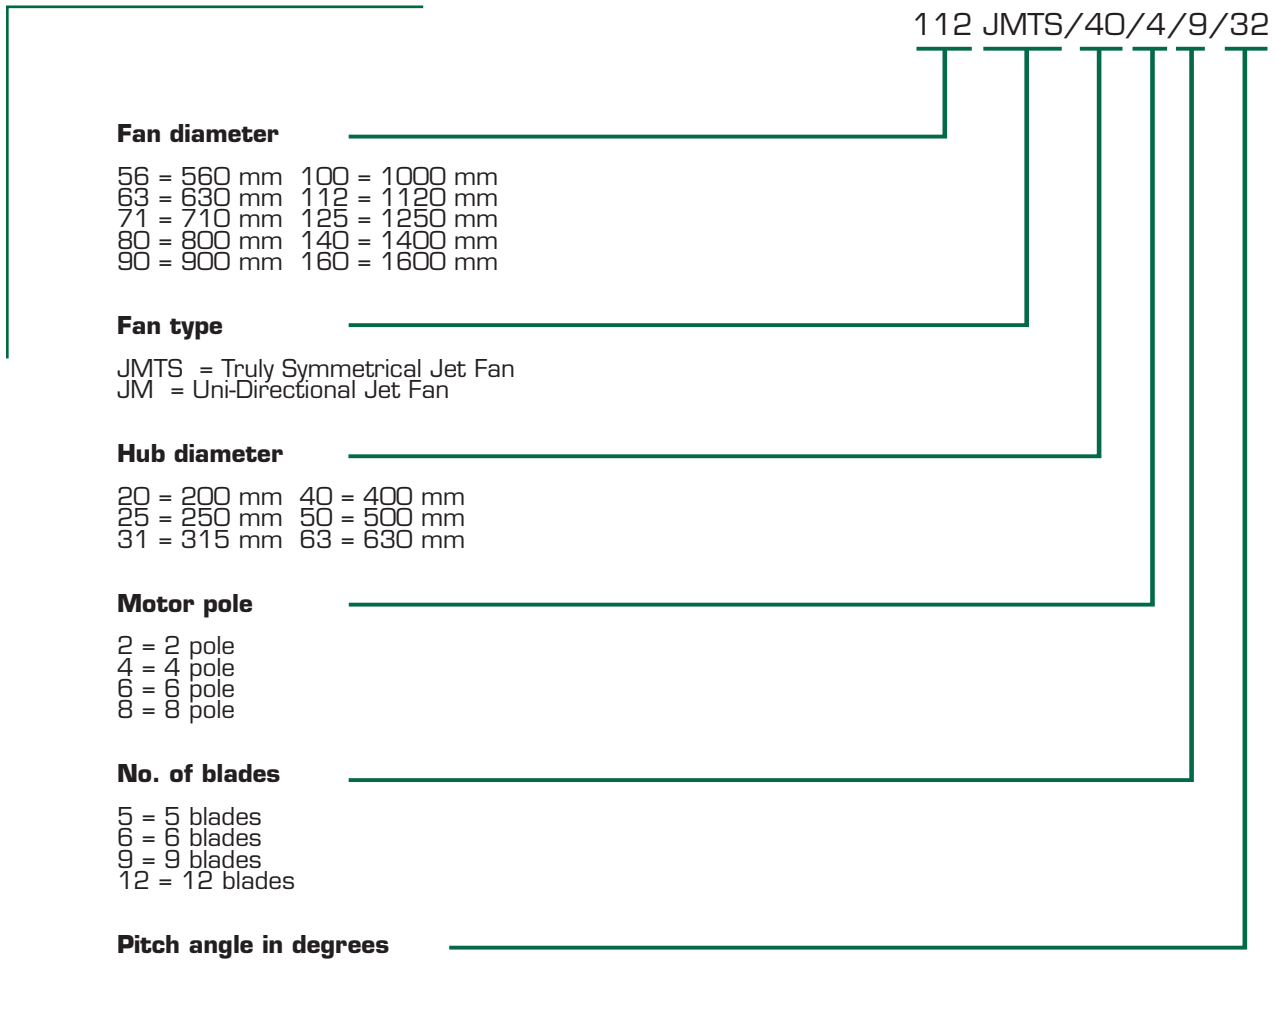 112 JMTS/40/4/9/32
Fan diameter
56 = 560 mm 100 = 1000 mm
63 = 630 mm 112 = 1120 mm
71 = 710 mm 125 = 1250 mm
80 = 800 mm 140 = 1400 mm
90 = 900 mm 160 = 1600 mm
Fan type
JMTS = Truly Symmetrical Jet Fan
JM = Uni-Directional Jet Fan
Hub diameter
20 = 200 mm 40 = 400 mm
25 = 250 mm 50 = 500 mm
31 = 315 mm 63 = 630 mm
Motor pole
2 = 2 pole
4 = 4 pole
6 = 6 pole
8 = 8 pole
No. of blades
5 = 5 blades
6 = 6 blades
9 = 9 blades
12 = 12 blades
Pitch angle in degrees